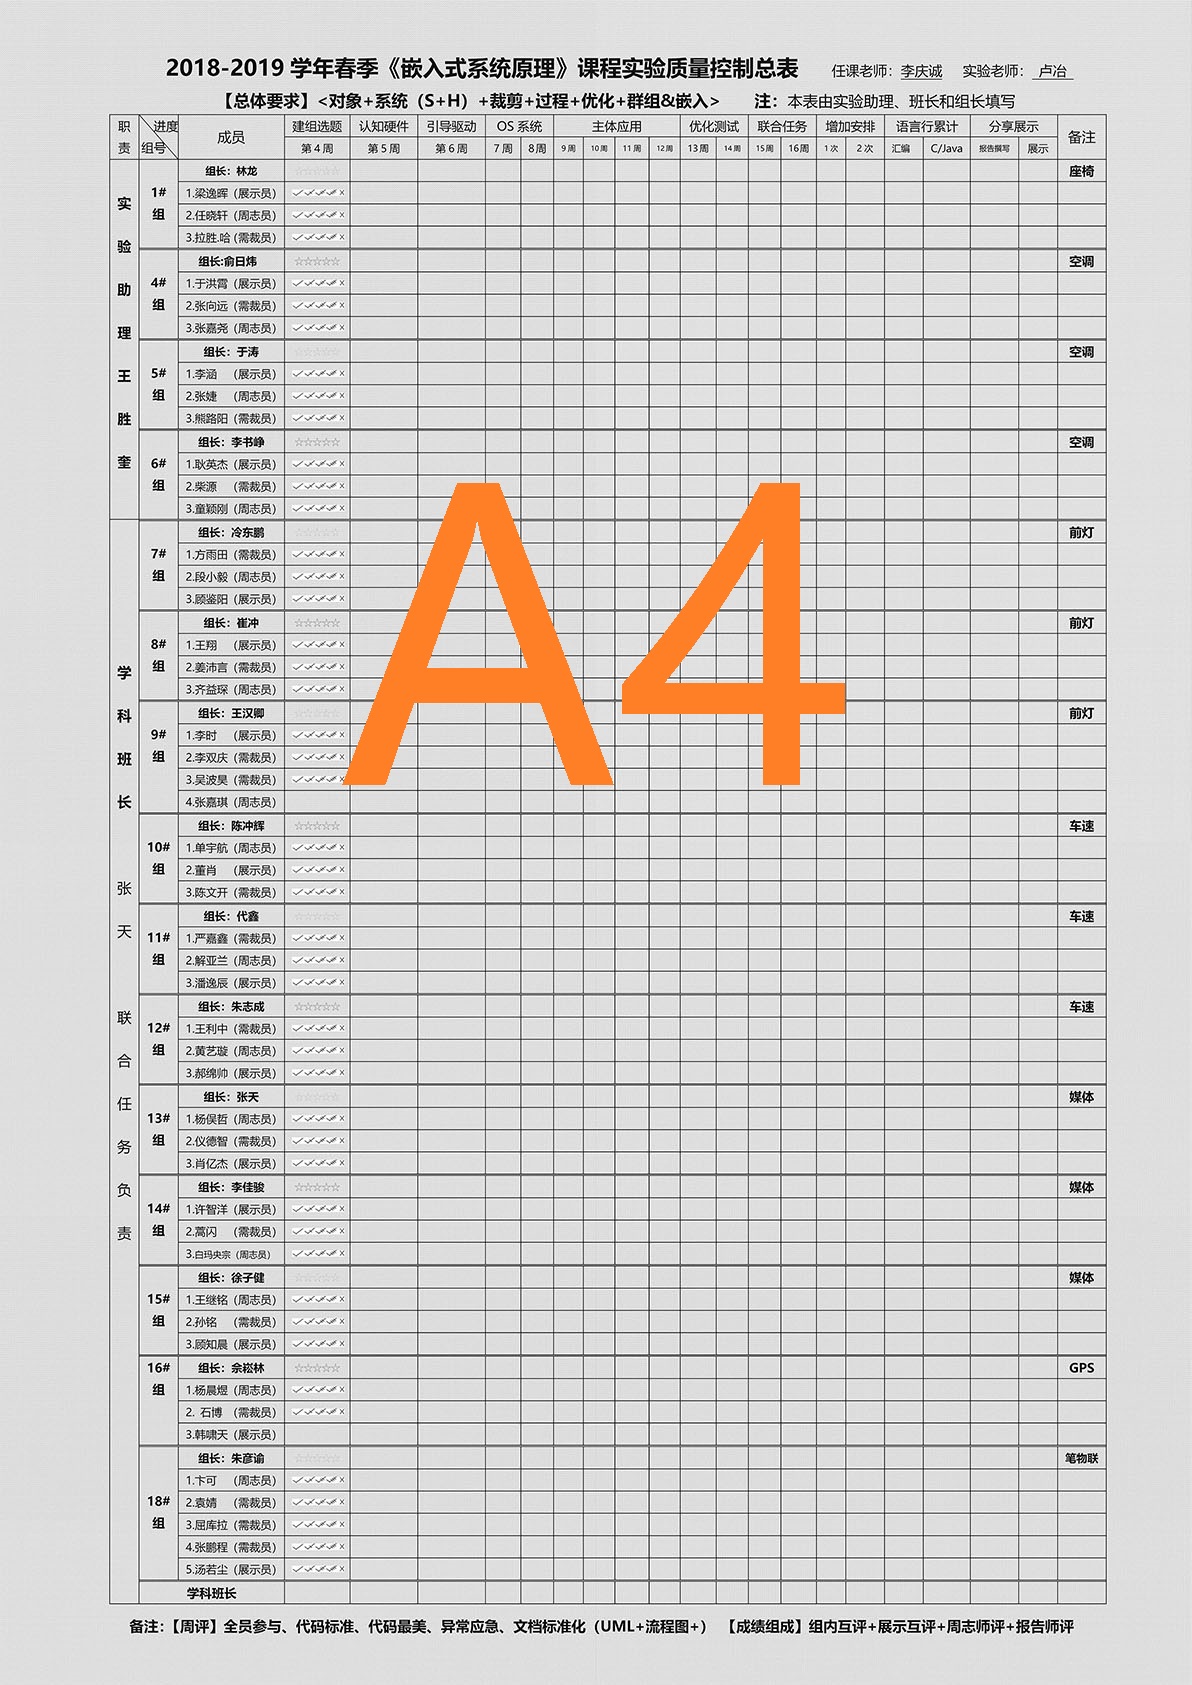 2018-2019 学年春季《嵌入式系统原理》课程实验质量控制总表 任课老师：李庆诚 实验老师：卢冶
【总体要求】<对象+系统（S+H）+裁剪+过程+优化+群组&嵌入> 注：本表由实验助理、班长和组长填写
职责 进度 组号 成员 建组选题 认知硬件 引导驱动 OS 系统 主体应用 优化测试 联合任务 增加安排 语言行累计 分享展示 备注
第 4 周 第 5 周 第 6 周 7 周 8 周 9 周 10 周 11 周 12 周 13 周 14 周 15 周 16 周 1 次 2 次 汇编 C/Java 报告撰写 展示
实验助理王胜奎
1# 组
组长：林龙 ☆☆☆☆☆ 座椅
1.梁逸晖（展示员） ✓✓✓✓×
2.任晓轩（周志员） ✓✓✓✓×
3.拉胜.哈（需裁员） ✓✓✓✓×
4# 组
组长:俞日炜 ☆☆☆☆☆ 空调
1.于洪霄（展示员） ✓✓✓✓×
2.张向远（需裁员） ✓✓✓✓×
3.张嘉尧（周志员） ✓✓✓✓×
5# 组
组长：于涛 ☆☆☆☆☆ 空调
1.李涵 （展示员） ✓✓✓✓×
2.张婕 （周志员） ✓✓✓✓×
3.熊路阳（需裁员） ✓✓✓✓×
6# 组
组长：李书峥 ☆☆☆☆☆ 空调
1.耿英杰（展示员） ✓✓✓✓×
2.柴源 （需裁员） ✓✓✓✓×
3.童颖刚（周志员） ✓✓✓✓×
A4
学科班长 张天 联合任务负责
7# 组
组长：冷东鹏 ☆☆☆☆☆ 前灯
1.方雨田（需裁员） ✓✓✓✓×
2.段小毅（周志员） ✓✓✓✓×
3.顾鉴阳（展示员） ✓✓✓✓×
8# 组
组长：崔冲 ☆☆☆☆☆ 前灯
1.王翔 （展示员） ✓✓✓✓×
2.姜沛言（需裁员） ✓✓✓✓×
3.齐益琛（周志员） ✓✓✓✓×
9# 组
组长：王汉卿 ☆☆☆☆☆ 前灯
1.李时 （展示员） ✓✓✓✓×
2.李双庆（需裁员） ✓✓✓✓×
3.吴波昊（需裁员） ✓✓✓✓×
4.张嘉琪（周志员）
10# 组
组长：陈冲辉 ☆☆☆☆☆ 车速
1.单宇航（周志员） ✓✓✓✓×
2.董肖 （展示员） ✓✓✓✓×
3.陈文开（需裁员） ✓✓✓✓×
11# 组
组长：代鑫 ☆☆☆☆☆ 车速
1.严嘉鑫（需裁员） ✓✓✓✓×
2.解亚兰（周志员） ✓✓✓✓×
3.潘逸辰（展示员） ✓✓✓✓×
12# 组
组长：朱志成 ☆☆☆☆☆ 车速
1.王利中（需裁员） ✓✓✓✓×
2.黄艺璇（周志员） ✓✓✓✓×
3.郝绵帅（展示员） ✓✓✓✓×
13# 组
组长：张天 ☆☆☆☆☆ 媒体
1.杨俣哲（周志员） ✓✓✓✓×
2.仪德智（需裁员） ✓✓✓✓×
3.肖亿杰（展示员） ✓✓✓✓×
14# 组
组长：李佳骏 ☆☆☆☆☆ 媒体
1.许智洋（展示员） ✓✓✓✓×
2.蒿闪 （需裁员） ✓✓✓✓×
3.白玛央宗（周志员） ✓✓✓✓×
15# 组
组长：徐子健 ☆☆☆☆☆ 媒体
1.王继铭（周志员） ✓✓✓✓×
2.孙铭 （需裁员） ✓✓✓✓×
3.顾知晨（展示员） ✓✓✓✓×
16# 组
组长：佘崧林 ☆☆☆☆☆ GPS
1.杨晨煜（周志员） ✓✓✓✓×
2. 石博 （需裁员） ✓✓✓✓×
3.韩啸天（展示员）
18# 组
组长：朱彦谕 ☆☆☆☆☆ 笔物联
1.卞可 （周志员） ✓✓✓✓×
2.袁婧 （需裁员） ✓✓✓✓×
3.屈库拉（需裁员） ✓✓✓✓×
4.张鹏程（需裁员） ✓✓✓✓×
5.汤若尘（展示员） ✓✓✓✓×
学科班长
备注：【周评】全员参与、代码标准、代码最美、异常应急、文档标准化（UML+流程图+） 【成绩组成】组内互评+展示互评+周志师评+报告师评